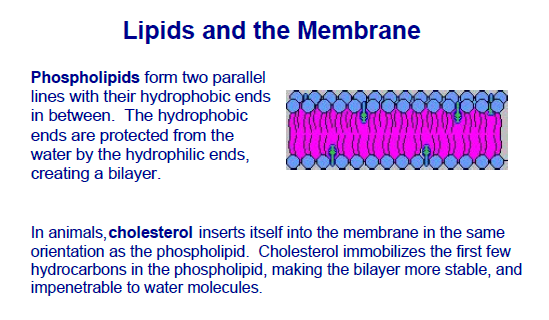 Lipids and the Membrane
Phospholipids form two parallel
lines with their hydrophobic ends
in between. The hydrophobic
ends are protected from the
water by the hydrophilic ends,
creating a bilayer.
In animals, cholesterol inserts itself into the membrane in the same
orientation as the phospholipid. Cholesterol immobilizes the first few
hydrocarbons in the phospholipid, making the bilayer more stable, and
impenetrable to water molecules.